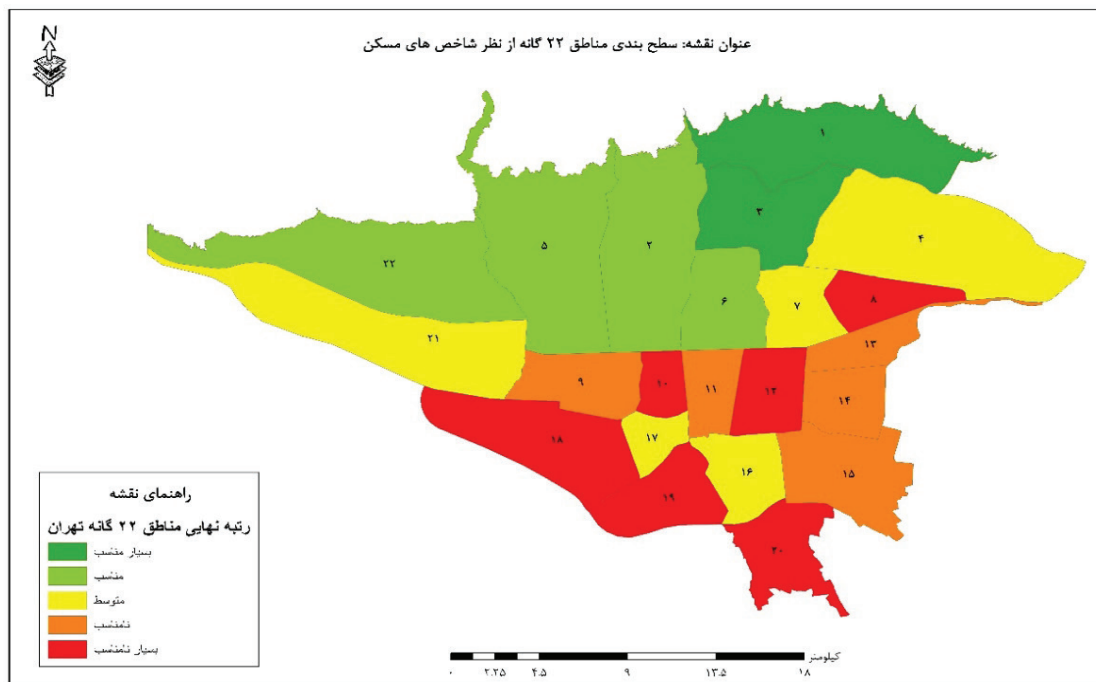 N
عنوان نقشه: سطح بندی مناطق ۲۲ گانه از نظر شاخص های مسکن
۱
۳
۴
۵
۲
۲۲
۶
۷
۸
۲۱
۱۳
۹
۱۰
۱۱
۱۲
۱۴
۱۸
۱۷
۱۶
۱۵
۱۹
۲۰
راهنمای نقشه
رتبه نهایی مناطق ۲۲ گانه تهران
بسیار مناسب
مناسب
متوسط
نامناسب
بسیار نامناسب
کیلومتر
۰ ۲.۲۵ ۴.۵ ۹ ۱۳.۵ ۱۸